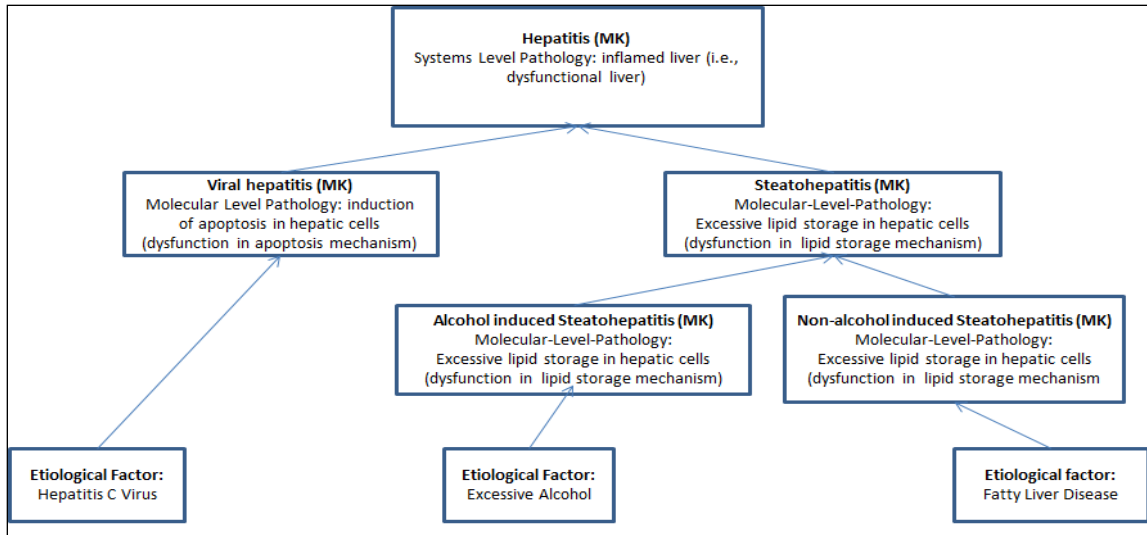 Hepatitis (MK)
Systems Level Pathology: inflamed liver (i.e.,
dysfunctional liver)
Viral hepatitis (MK)
Molecular Level Pathology: induction
of apoptosis in hepatic cells
(dysfunction in apoptosis mechanism)
Steatohepatitis (MK)
Molecular-Level-Pathology:
Excessive lipid storage in hepatic cells
(dysfunction in lipid storage mechanism)
Alcohol induced Steatohepatitis (MK)
Molecular-Level-Pathology:
Excessive lipid storage in hepatic cells
(dysfunction in lipid storage mechanism)
Non-alcohol induced Steatohepatitis (MK)
Molecular-Level-Pathology:
Excessive lipid storage in hepatic cells
(dysfunction in lipid storage mechanism
Etiological Factor:
Hepatitis C Virus
Etiological Factor:
Excessive Alcohol
Etiological factor:
Fatty Liver Disease